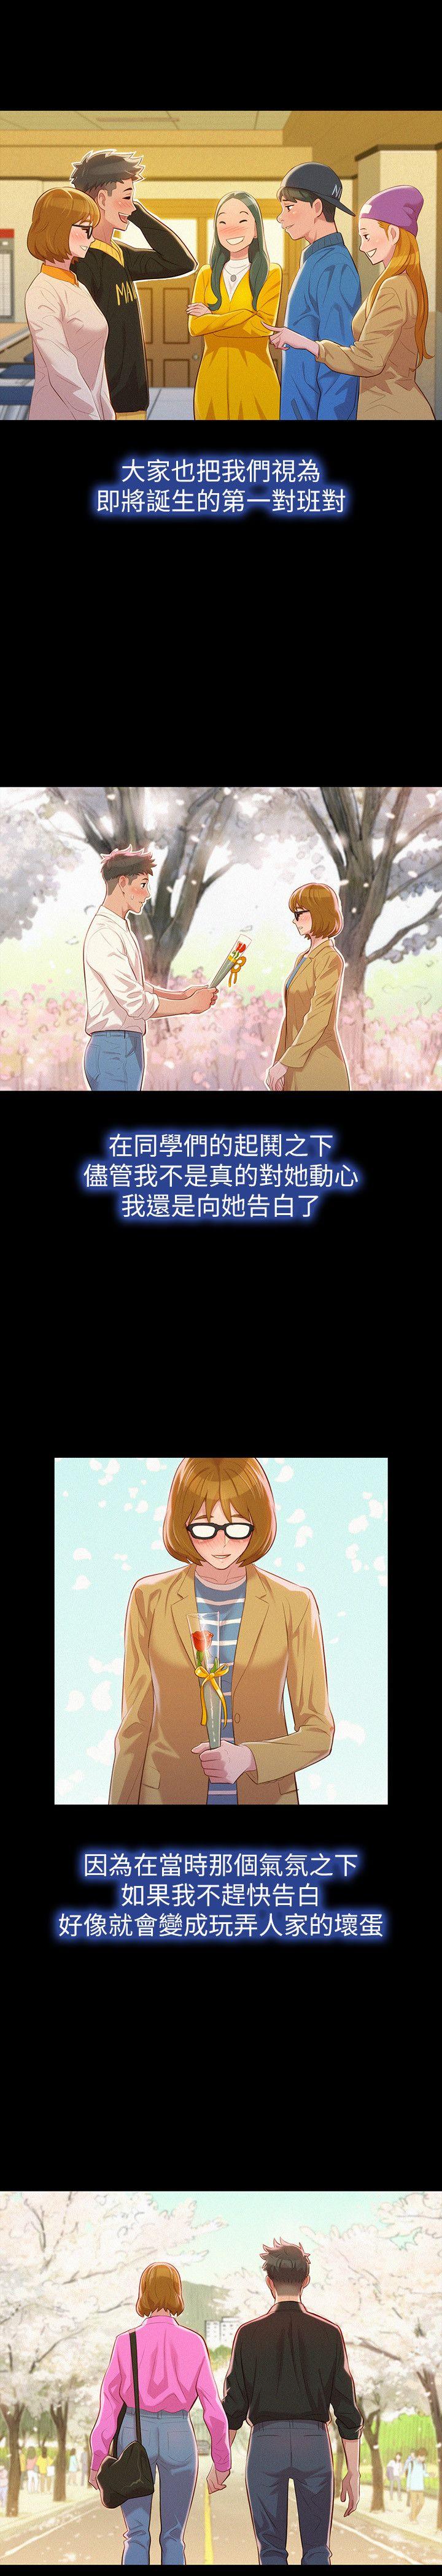 MA
N
大家也把我們視為
即將誕生的第一對班對
在同學們的起鬨之下
儘管我不是真的對她動心
我還是向她告白了
因為在當時那個氣氛之下
如果我不趕快告白
好像就會變成玩弄人家的壞蛋